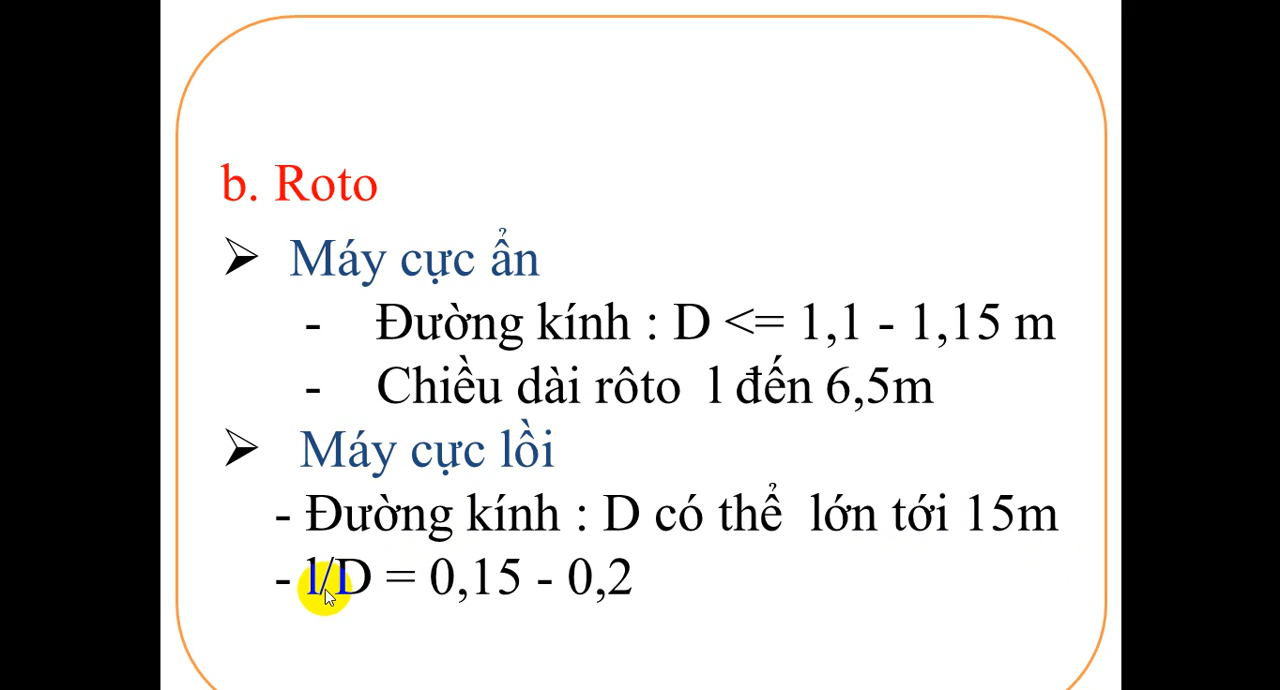 b. Roto
➢ Máy cực ẩn
- Đường kính : D <= 1,1 - 1,15 m
- Chiều dài rôto l đến 6,5m
➢ Máy cực lồi
- Đường kính : D có thể lớn tới 15m
- l/D = 0,15 - 0,2